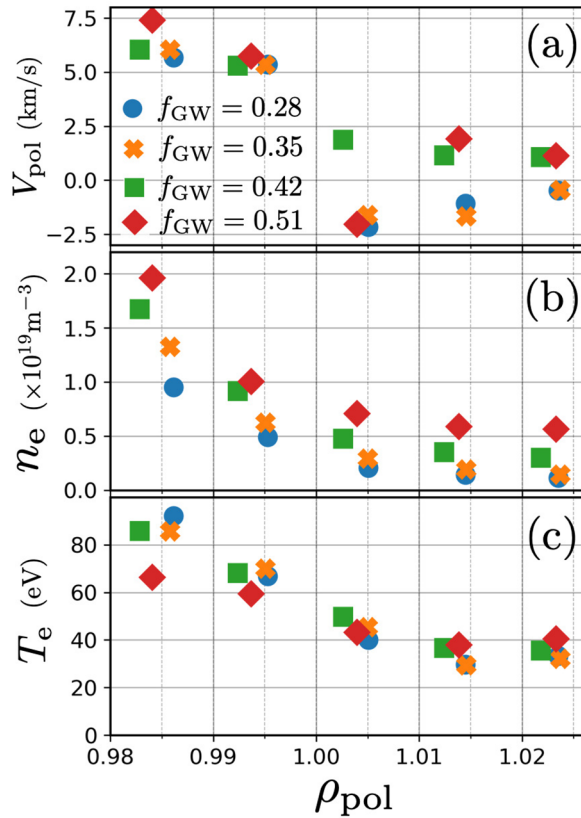 7.5
5.0
2.5
0.0
−2.5
V_pol (km/s)
(a)
f_GW = 0.28
f_GW = 0.35
f_GW = 0.42
f_GW = 0.51
2.0
1.5
1.0
0.5
0.0
n_e (×10^19 m^−3)
(b)
80
60
40
20
0
T_e (eV)
(c)
0.98 0.99 1.00 1.01 1.02
ρ_pol